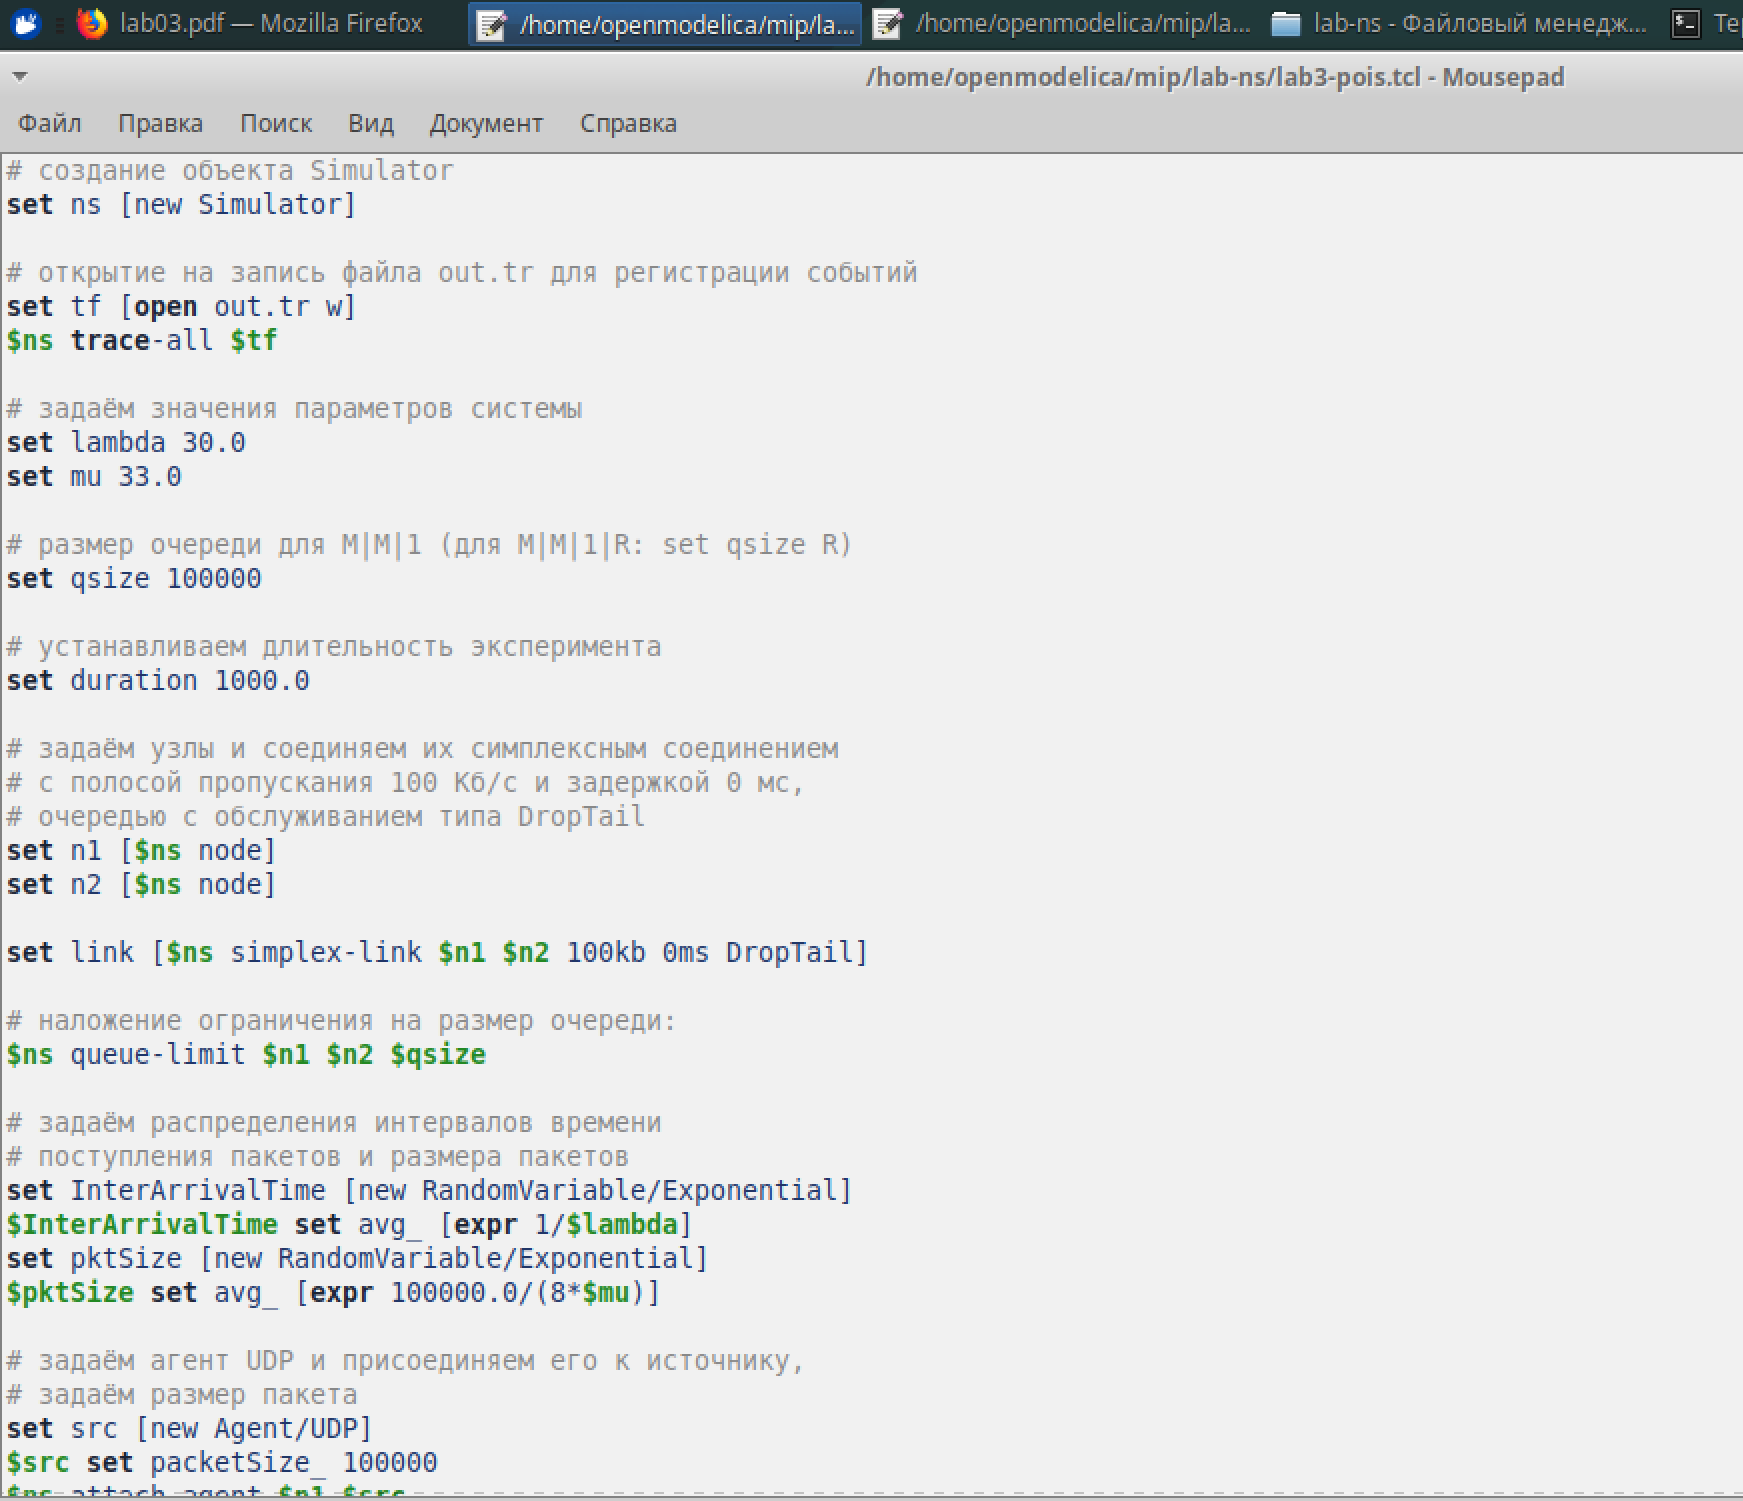 lab03.pdf — Mozilla Firefox /home/openmodelica/mip/la... /home/openmodelica/mip/la... lab-ns - Файловый менедж...
/home/openmodelica/mip/lab-ns/lab3-pois.tcl - Mousepad
Файл Правка Поиск Вид Документ Справка
# создание объекта Simulator
set ns [new Simulator]
# открытие на запись файла out.tr для регистрации событий
set tf [open out.tr w]
$ns trace-all $tf
# задаём значения параметров системы
set lambda 30.0
set mu 33.0
# размер очереди для M|M|1 (для M|M|1|R: set qsize R)
set qsize 100000
# устанавливаем длительность эксперимента
set duration 1000.0
# задаём узлы и соединяем их симплексным соединением
# с полосой пропускания 100 Кб/с и задержкой 0 мс,
# очередью с обслуживанием типа DropTail
set n1 [$ns node]
set n2 [$ns node]
set link [$ns simplex-link $n1 $n2 100kb 0ms DropTail]
# наложение ограничения на размер очереди:
$ns queue-limit $n1 $n2 $qsize
# задаём распределения интервалов времени
# поступления пакетов и размера пакетов
set InterArrivalTime [new RandomVariable/Exponential]
$InterArrivalTime set avg_ [expr 1/$lambda]
set pktSize [new RandomVariable/Exponential]
$pktSize set avg_ [expr 100000.0/(8*$mu)]
# задаём агент UDP и присоединяем его к источнику,
# задаём размер пакета
set src [new Agent/UDP]
$src set packetSize_ 100000